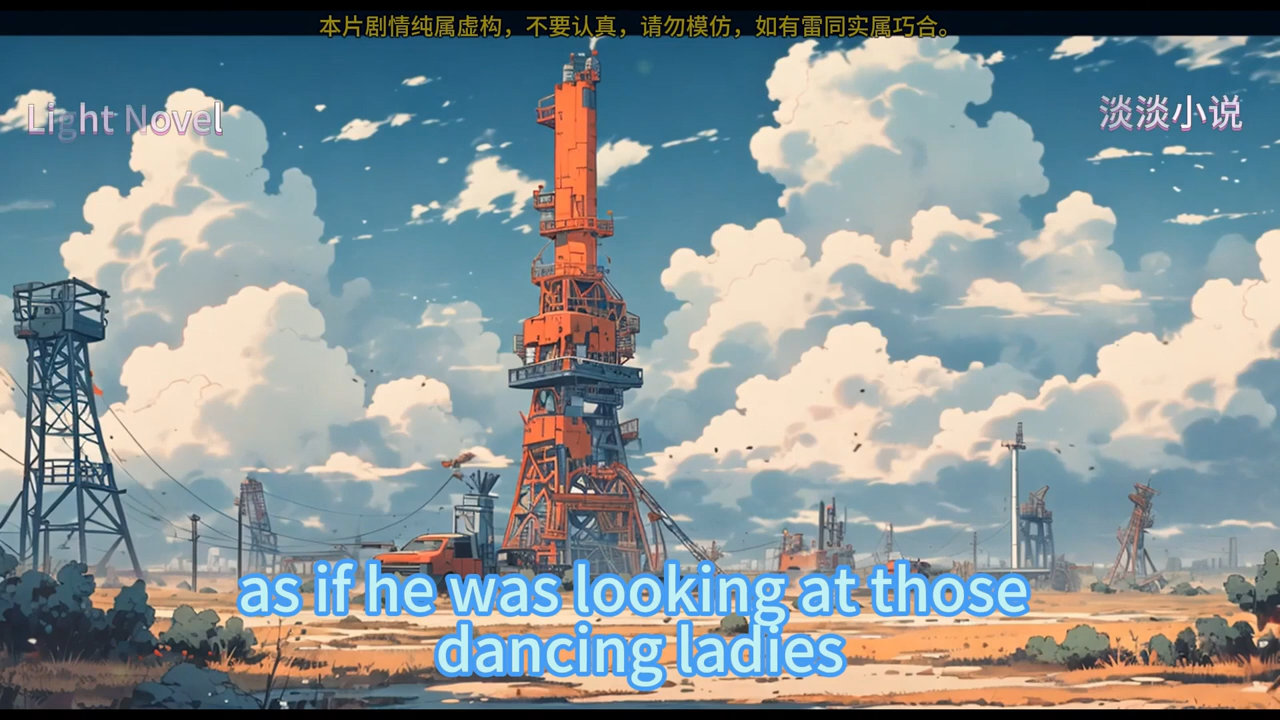 本片剧情纯属虚构，不要认真，请勿模仿，如有雷同实属巧合。
Light Novel
淡淡小说
as if he was looking at those
dancing ladies